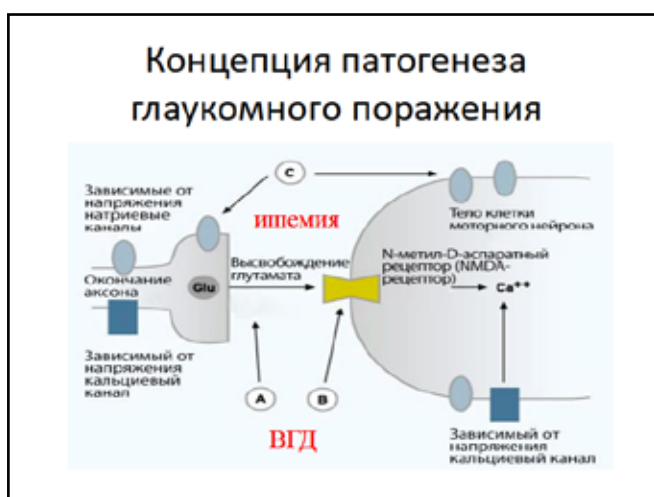 Концепция патогенеза
глаукомного поражения
C
Зависимые от
напряжения
натриевые
каналы
ишемия
Тело клетки
моторного нейрона
Высвобождение
глутамата
N-метил-D-аспаратный
рецептор (NMDA-
рецептор)
Ca++
Окончание
аксона
Glu
Зависимый от
напряжения
кальциевый
канал
A
B
ВГД
Зависимый от
напряжения
кальциевый канал